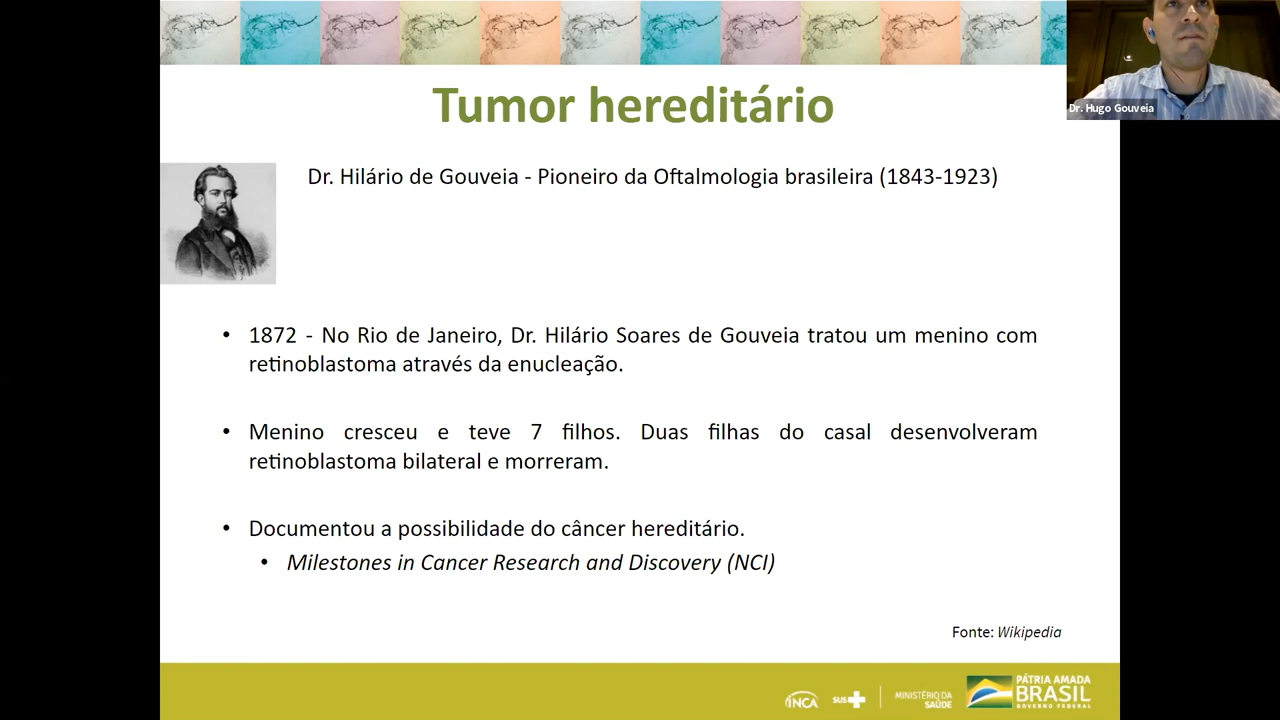 Dr. Hugo Gouveia
Tumor hereditário
Dr. Hilário de Gouveia - Pioneiro da Oftalmologia brasileira (1843-1923)
• 1872 - No Rio de Janeiro, Dr. Hilário Soares de Gouveia tratou um menino com
retinoblastoma através da enucleação.
• Menino cresceu e teve 7 filhos. Duas filhas do casal desenvolveram
retinoblastoma bilateral e morreram.
• Documentou a possibilidade do câncer hereditário.
• Milestones in Cancer Research and Discovery (NCI)
Fonte: Wikipedia
INCA
SUS
MINISTÉRIO DA
SAÚDE
PÁTRIA AMADA
BRASIL
GOVERNO FEDERAL